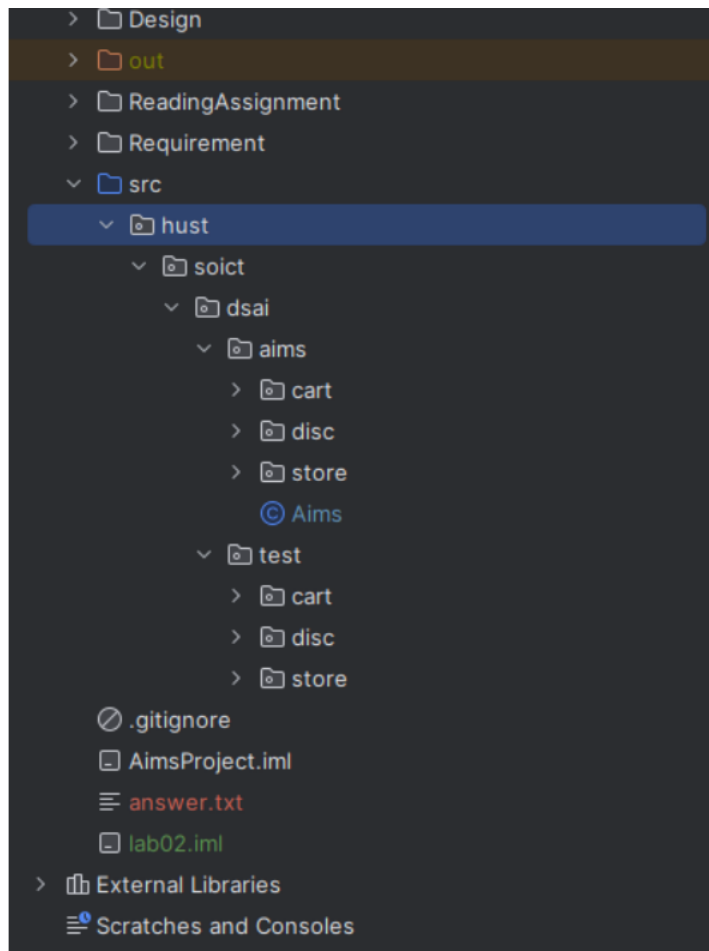 Design
out
ReadingAssignment
Requirement
src
hust
soict
dsai
aims
cart
disc
store
Aims
test
cart
disc
store
.gitignore
AimsProject.iml
answer.txt
lab02.iml
External Libraries
Scratches and Consoles